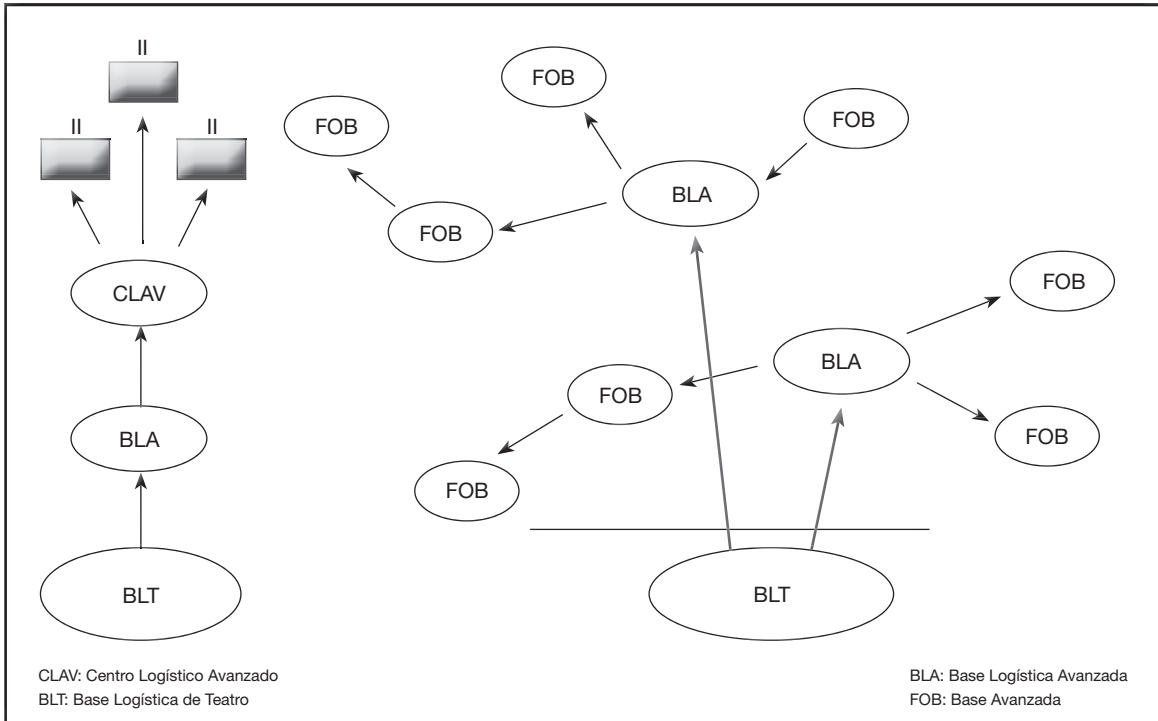 II
II
II
CLAV
BLA
BLT
FOB
FOB
FOB
BLA
FOB
FOB
BLA
FOB
FOB
FOB
BLT
CLAV: Centro Logístico Avanzado
BLT: Base Logística de Teatro
BLA: Base Logística Avanzada
FOB: Base Avanzada